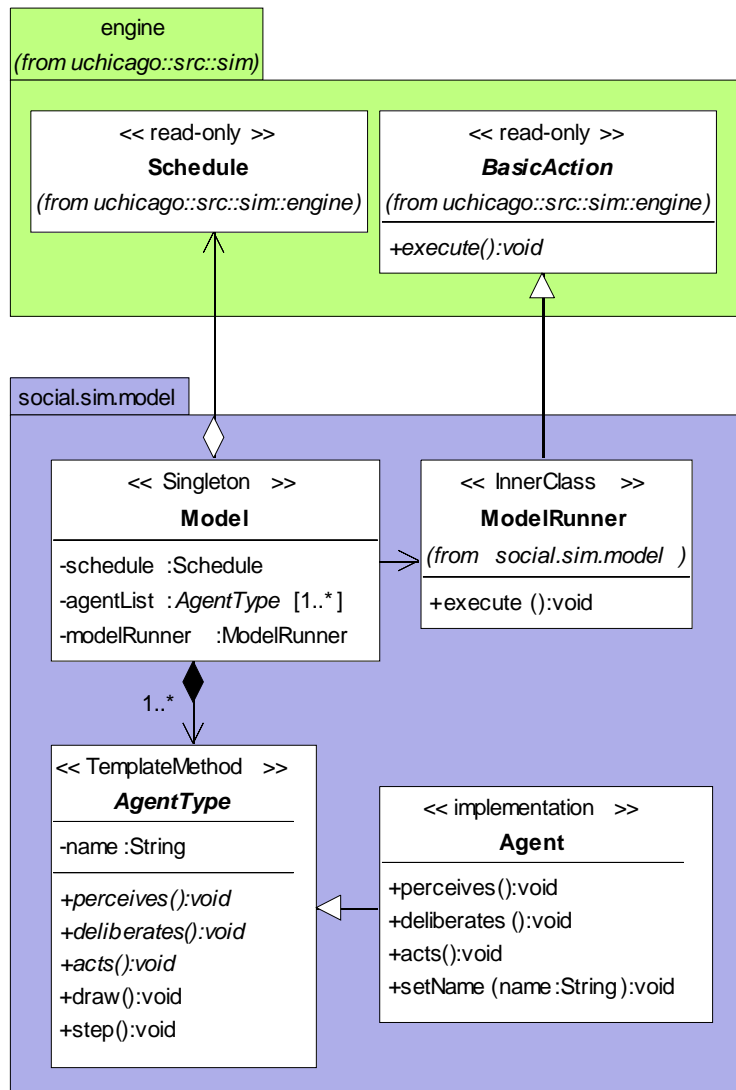 engine
(from uchicago::src::sim)
<< read-only >>
Schedule
(from uchicago::src::sim::engine)
<< read-only >>
BasicAction
(from uchicago::src::sim::engine)
+execute():void
social.sim.model
<< Singleton >>
Model
-schedule :Schedule
-agentList :AgentType [1..*]
-modelRunner :ModelRunner
<< InnerClass >>
ModelRunner
(from social.sim.model )
+execute ():void
1..*
<< TemplateMethod >>
AgentType
-name :String
+perceives():void
+deliberates():void
+acts():void
+draw():void
+step():void
<< implementation >>
Agent
+perceives():void
+deliberates ():void
+acts():void
+setName (name:String ):void